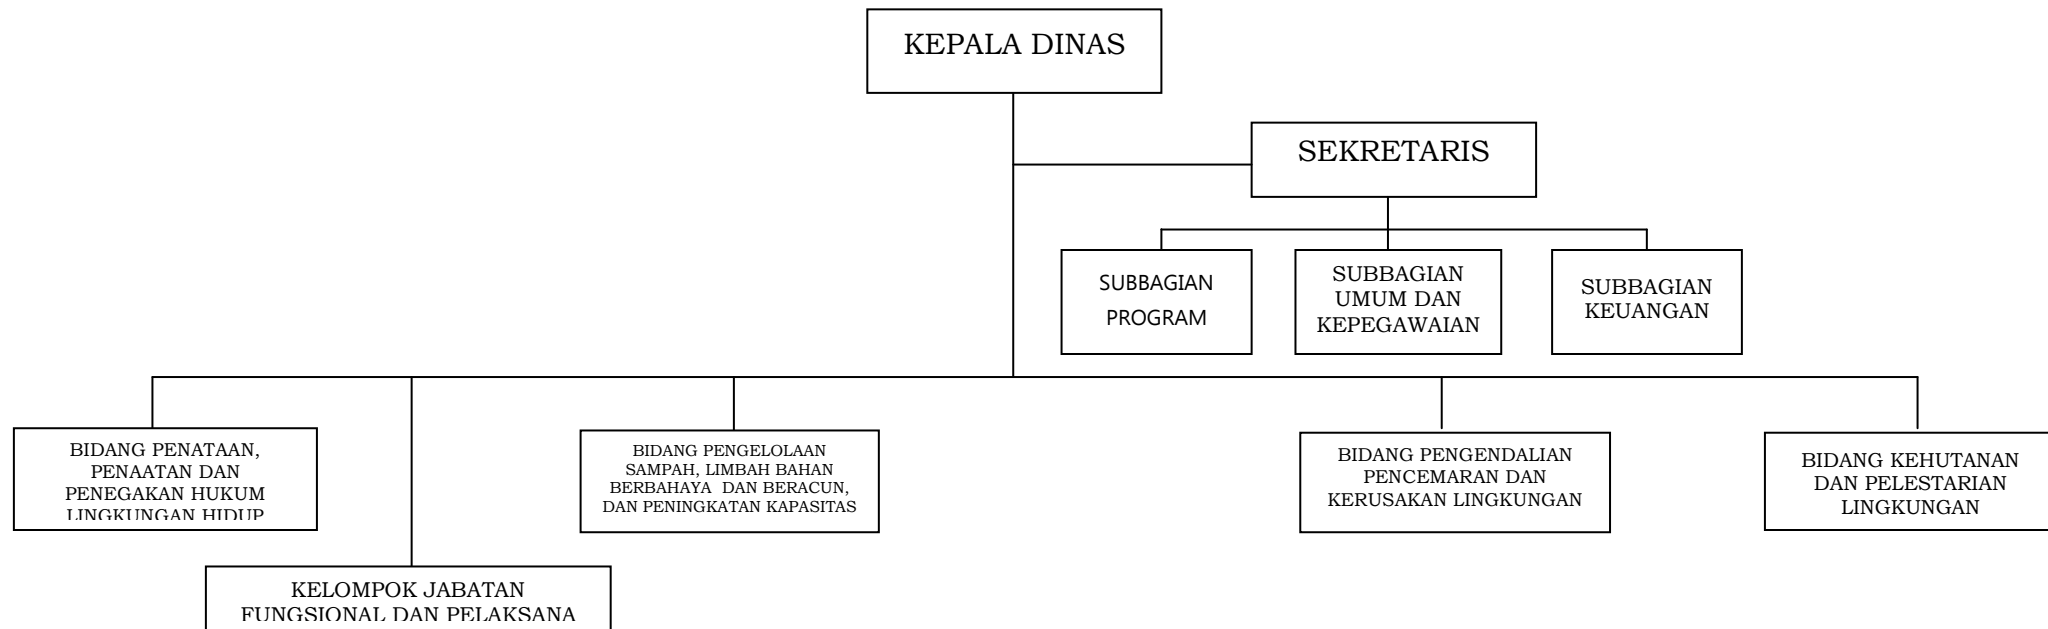 KEPALA DINAS
SEKRETARIS
SUBBAGIAN
PROGRAM
SUBBAGIAN
UMUM DAN
KEPEGAWAIAN
SUBBAGIAN
KEUANGAN
BIDANG PENATAAN,
PENAATAN DAN
PENEGAKAN HUKUM
LINGKUNGAN HIDUP
BIDANG PENGELOLAAN
SAMPAH, LIMBAH BAHAN
BERBAHAYA DAN BERACUN,
DAN PENINGKATAN KAPASITAS
BIDANG PENGENDALIAN
PENCEMARAN DAN
KERUSAKAN LINGKUNGAN
BIDANG KEHUTANAN
DAN PELESTARIAN
LINGKUNGAN
KELOMPOK JABATAN
FUNGSIONAL DAN PELAKSANA